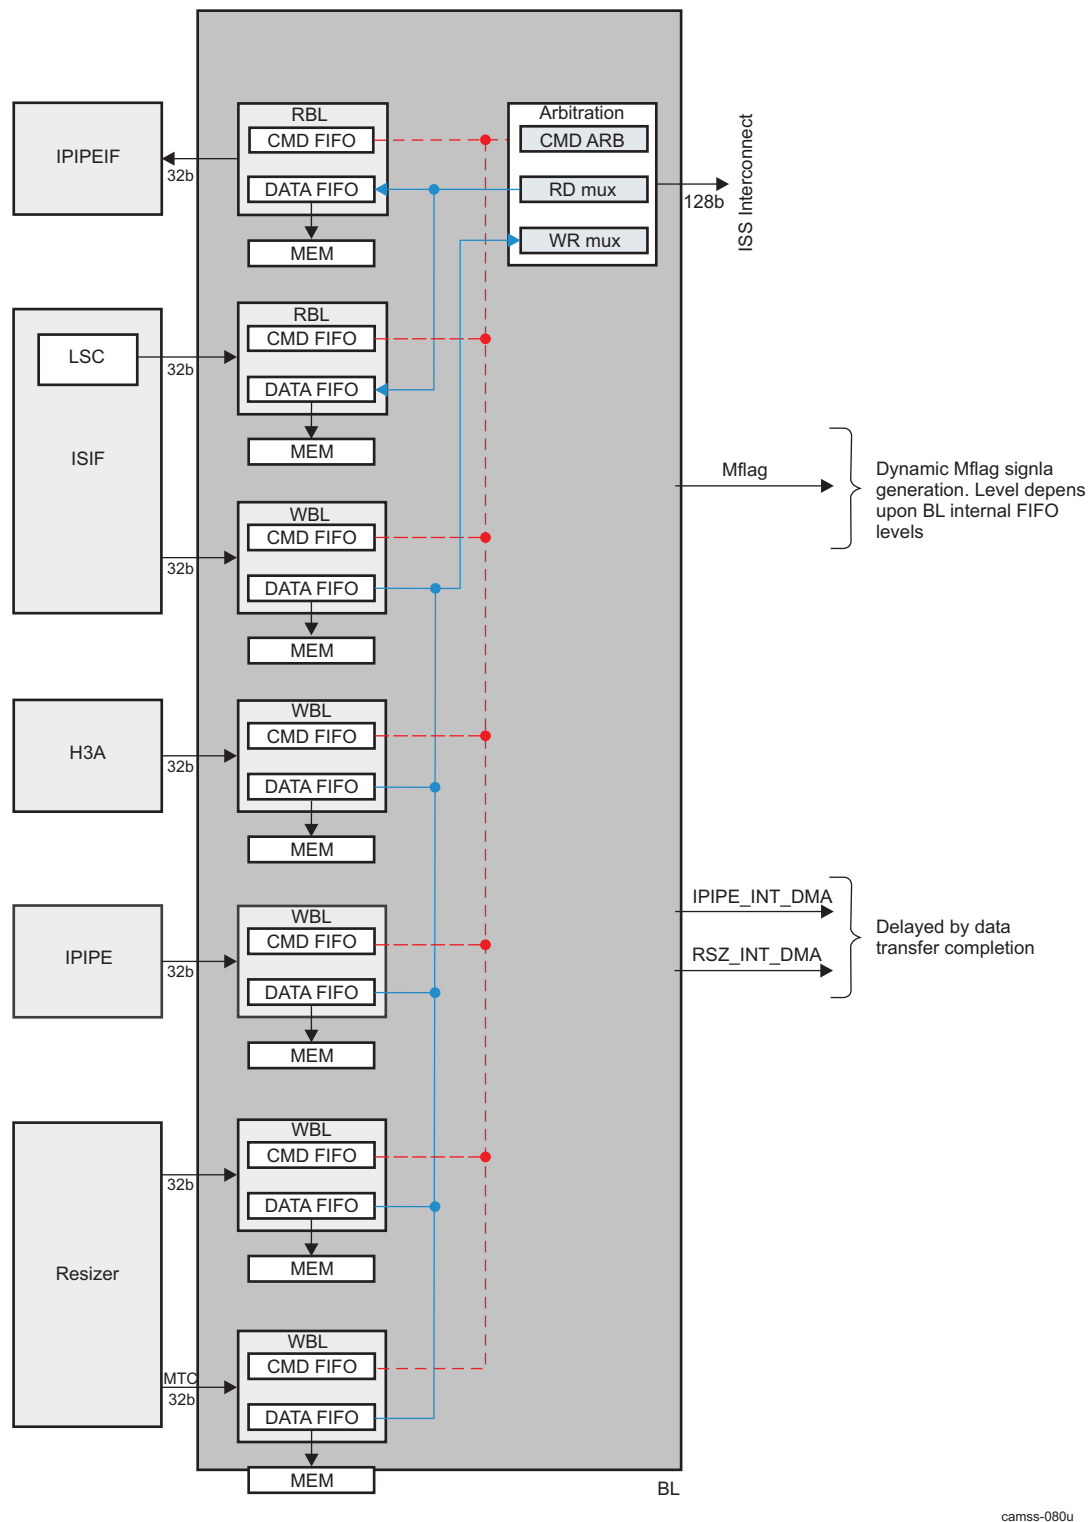 RBL
CMD FIFO
DATA FIFO
MEM
IPIPEIF
32b
Arbitration
CMD ARB
RD mux
WR mux
128b
ISS Interconnect
RBL
CMD FIFO
DATA FIFO
MEM
LSC
32b
ISIF
WBL
CMD FIFO
DATA FIFO
MEM
32b
Mflag
Dynamic Mflag signla
generation. Level depens
upon BL internal FIFO
levels
WBL
CMD FIFO
DATA FIFO
MEM
H3A
32b
WBL
CMD FIFO
DATA FIFO
MEM
IPIPE
32b
IPIPE_INT_DMA
RSZ_INT_DMA
Delayed by data
transfer completion
WBL
CMD FIFO
DATA FIFO
MEM
32b
Resizer
WBL
CMD FIFO
DATA FIFO
MEM
MTC
32b
BL
camss-080u